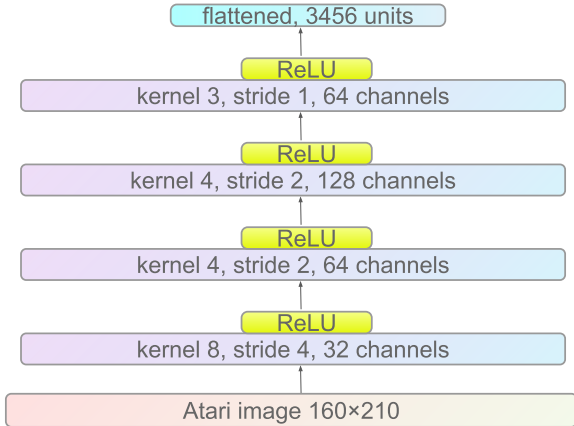 flattened, 3456 units
ReLU
kernel 3, stride 1, 64 channels
ReLU
kernel 4, stride 2, 128 channels
ReLU
kernel 4, stride 2, 64 channels
ReLU
kernel 8, stride 4, 32 channels
Atari image 160×210